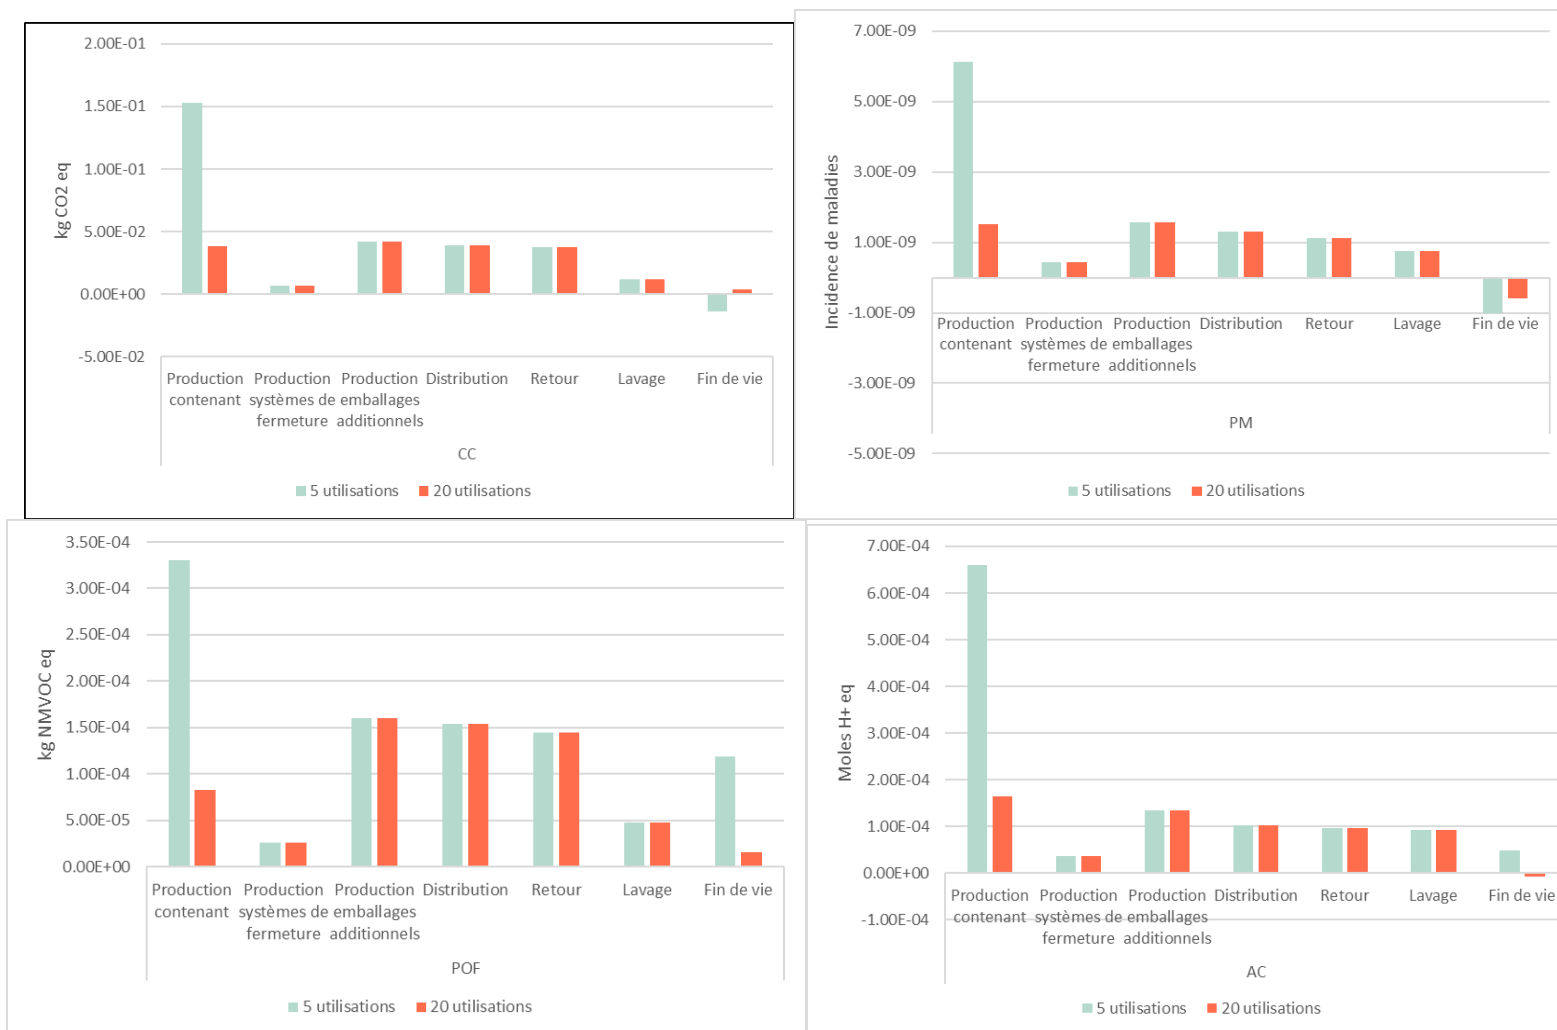 2.00E-01
1.50E-01
1.00E-01
5.00E-02
0.00E+00
-5.00E-02
kg CO2 eq
Production Production Production Distribution Retour Lavage Fin de vie
contenant systèmes de emballages
fermeture additionnels
CC
5 utilisations 20 utilisations
7.00E-09
5.00E-09
3.00E-09
1.00E-09
-1.00E-09
-3.00E-09
-5.00E-09
Incidence de maladies
Production Production Production Distribution Retour Lavage Fin de vie
contenant systèmes de emballages
fermeture additionnels
PM
5 utilisations 20 utilisations
3.50E-04
3.00E-04
2.50E-04
2.00E-04
1.50E-04
1.00E-04
5.00E-05
0.00E+00
kg NMVOC eq
Production Production Production Distribution Retour Lavage Fin de vie
contenant systèmes de emballages
fermeture additionnels
POF
5 utilisations 20 utilisations
7.00E-04
6.00E-04
5.00E-04
4.00E-04
3.00E-04
2.00E-04
1.00E-04
0.00E+00
-1.00E-04
Moles H+ eq
Production Production Production Distribution Retour Lavage Fin de vie
contenant systèmes de emballages
fermeture additionnels
AC
5 utilisations 20 utilisations